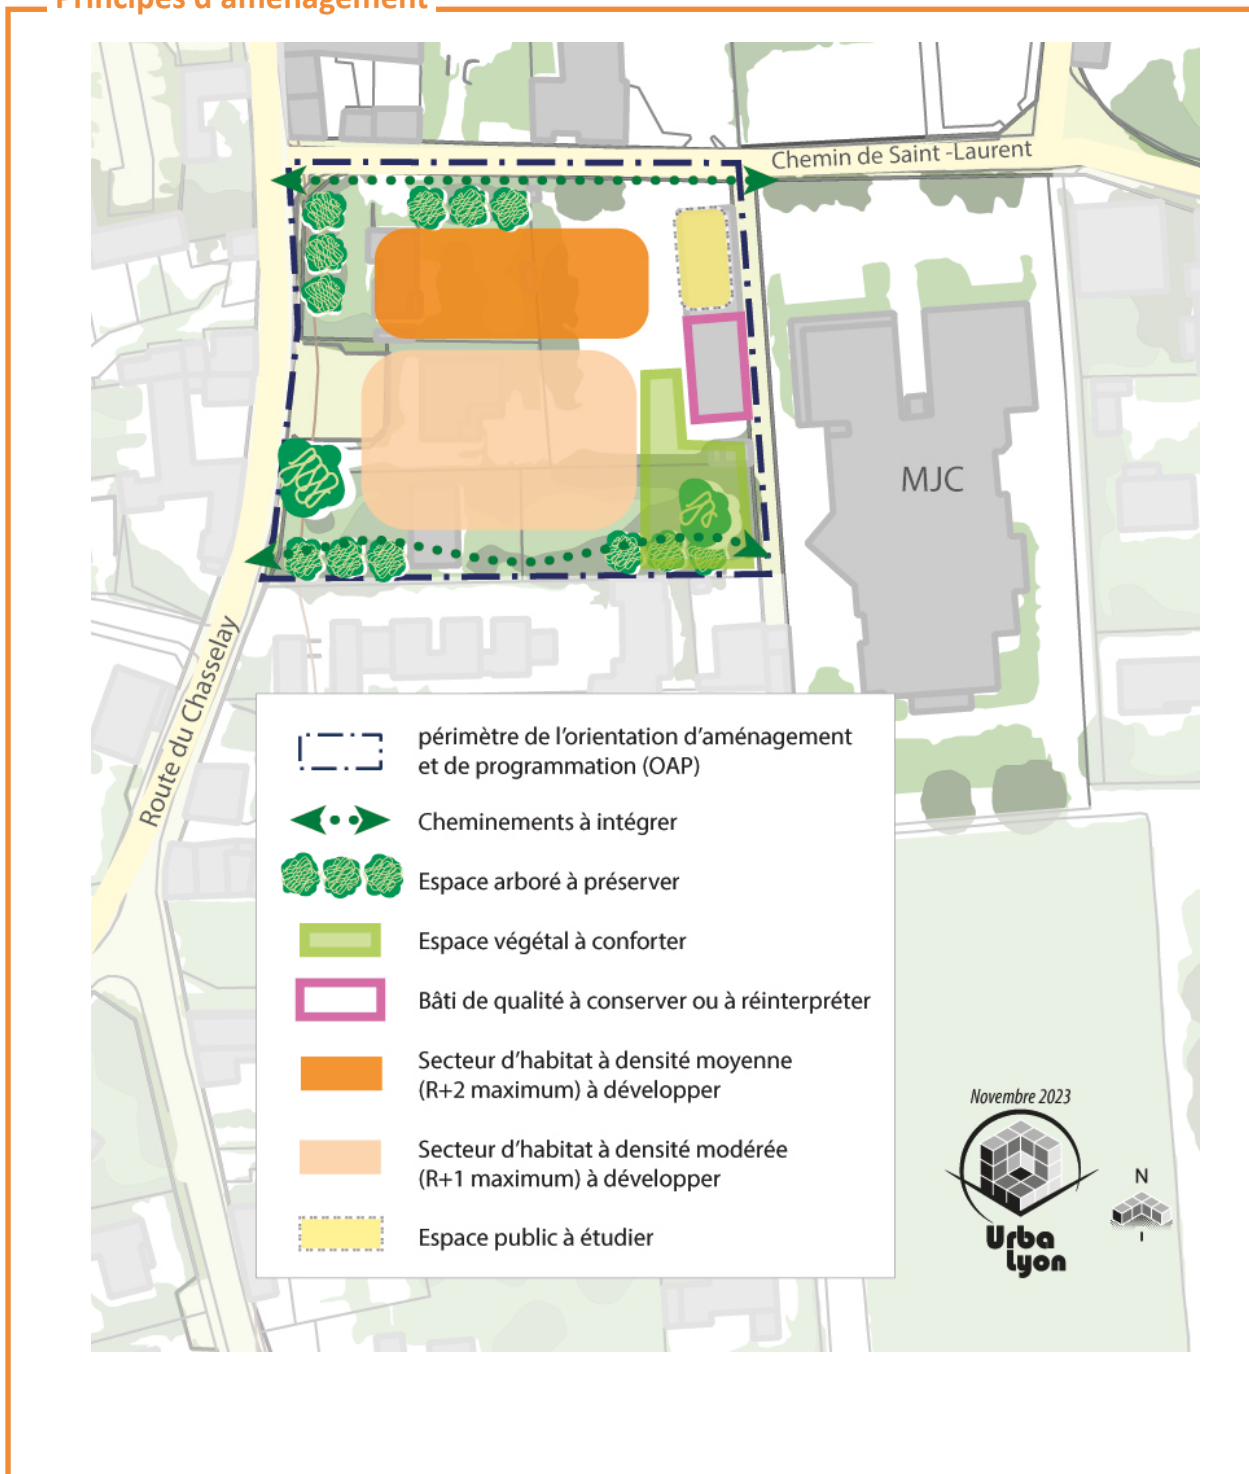 Principes d'aménagement
Chemin de Saint -Laurent
MJC
Route du Chasselay
périmètre de l'orientation d'aménagement
et de programmation (OAP)
Cheminements à intégrer
Espace arboré à préserver
Espace végétal à conforter
Bâti de qualité à conserver ou à réinterpréter
Secteur d'habitat à densité moyenne
(R+2 maximum) à développer
Secteur d'habitat à densité modérée
(R+1 maximum) à développer
Espace public à étudier
Novembre 2023
N
Urba
Lyon